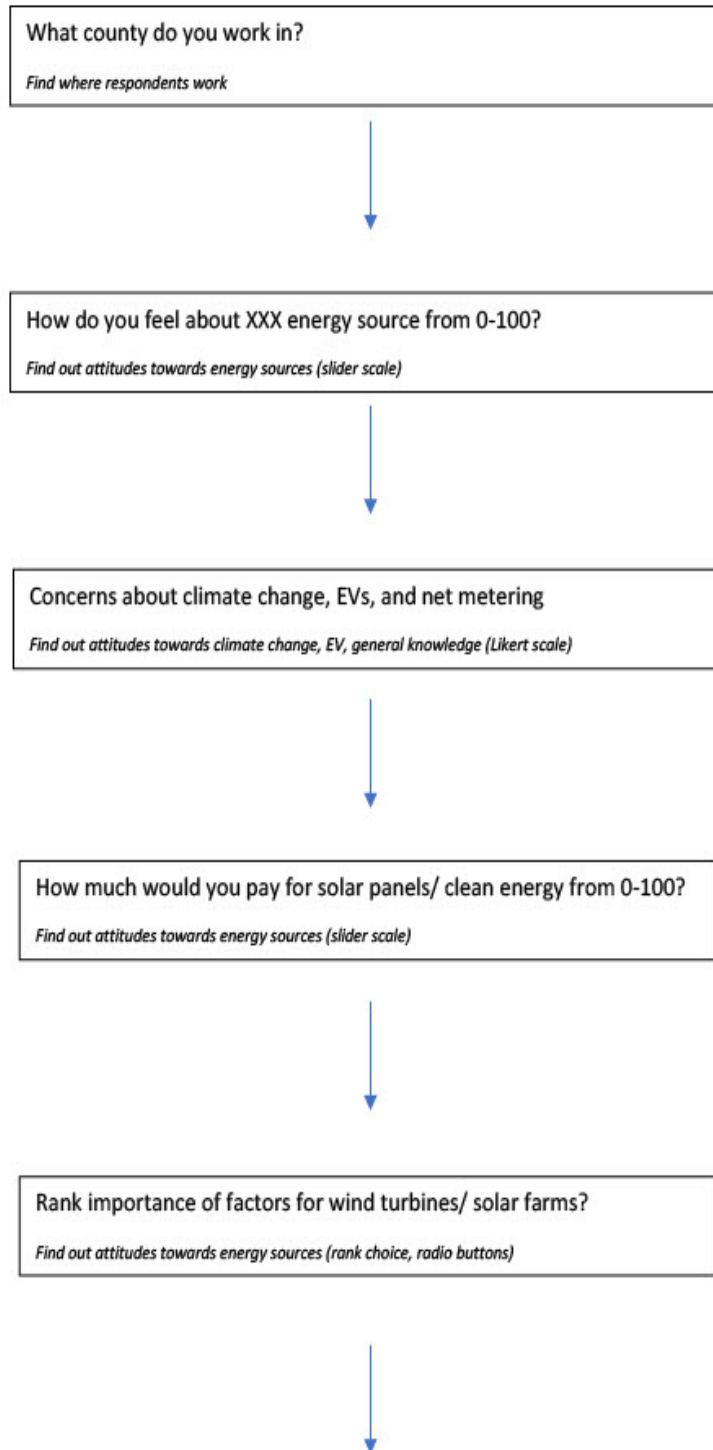 What county do you work in?
Find where respondents work
How do you feel about XXX energy source from 0-100?
Find out attitudes towards energy sources (slider scale)
Concerns about climate change, EVs, and net metering
Find out attitudes towards climate change, EV, general knowledge (Likert scale)
How much would you pay for solar panels/ clean energy from 0-100?
Find out attitudes towards energy sources (slider scale)
Rank importance of factors for wind turbines/ solar farms?
Find out attitudes towards energy sources (rank choice, radio buttons)